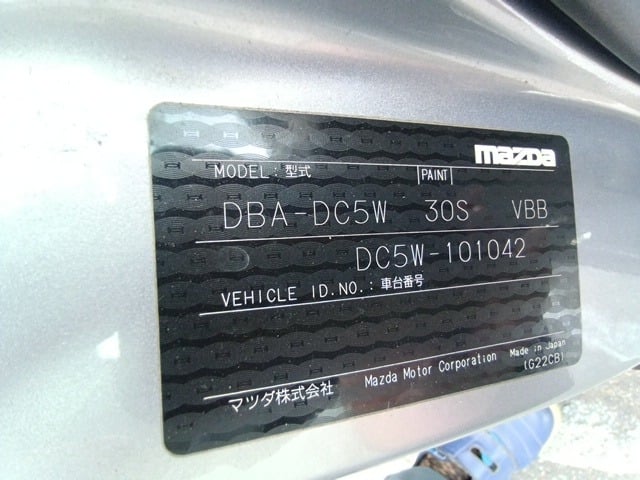 mazda
MODEL:型式 PAINT
DBA-DC5W 30S VBB
DC5W-101042
VEHICLE ID.NO.:車台番号
マツダ株式会社 Mazda Motor Corporation Made in Japan
(G22CB)